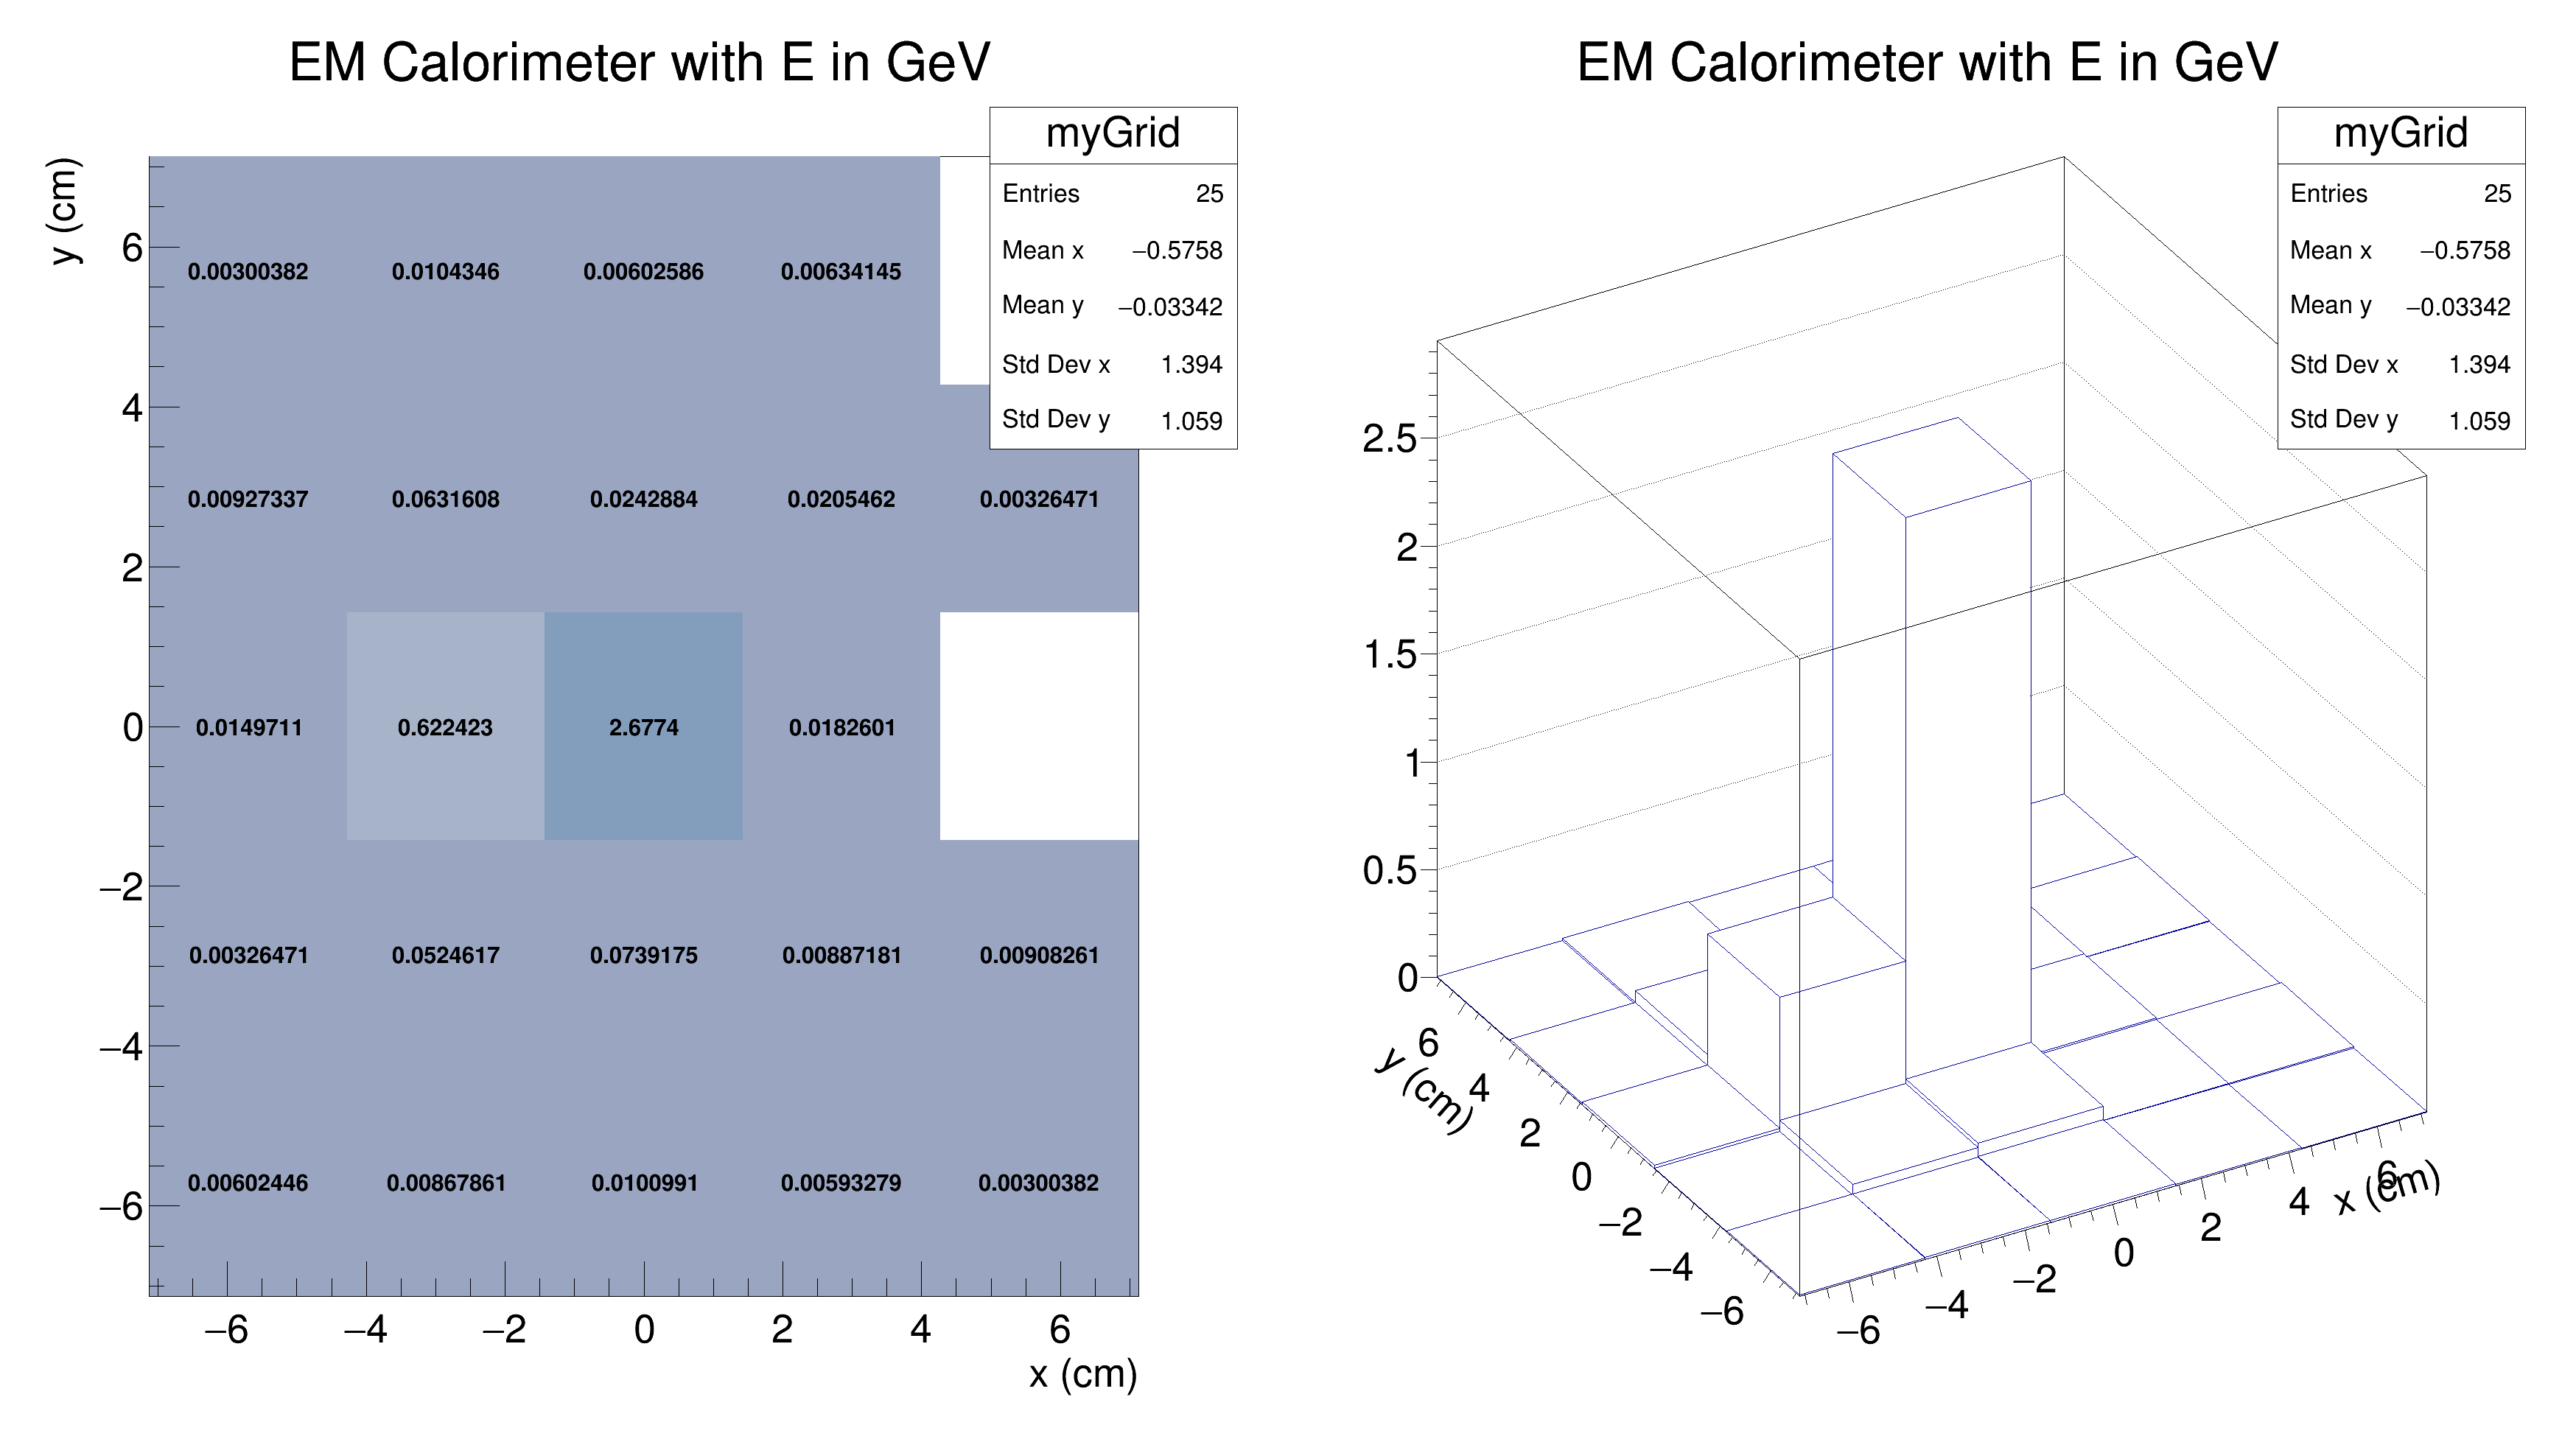 EM Calorimeter with E in GeV
myGrid
Entries 25
Mean x −0.5758
Mean y −0.03342
Std Dev x 1.394
Std Dev y 1.059
y (cm)
6
4
2
0
−2
−4
−6
0.00300382 0.0104346 0.00602586 0.00634145
0.00927337 0.0631608 0.0242884 0.0205462 0.00326471
0.0149711 0.622423 2.6774 0.0182601
0.00326471 0.0524617 0.0739175 0.00887181 0.00908261
0.00602446 0.00867861 0.0100991 0.00593279 0.00300382
−6 −4 −2 0 2 4 6
x (cm)
EM Calorimeter with E in GeV
myGrid
Entries 25
Mean x −0.5758
Mean y −0.03342
Std Dev x 1.394
Std Dev y 1.059
2.5
2
1.5
1
0.5
0
6
4
2
0
−2
−4
−6
y (cm)
−6 −4 −2 0 2 4 6
x (cm)